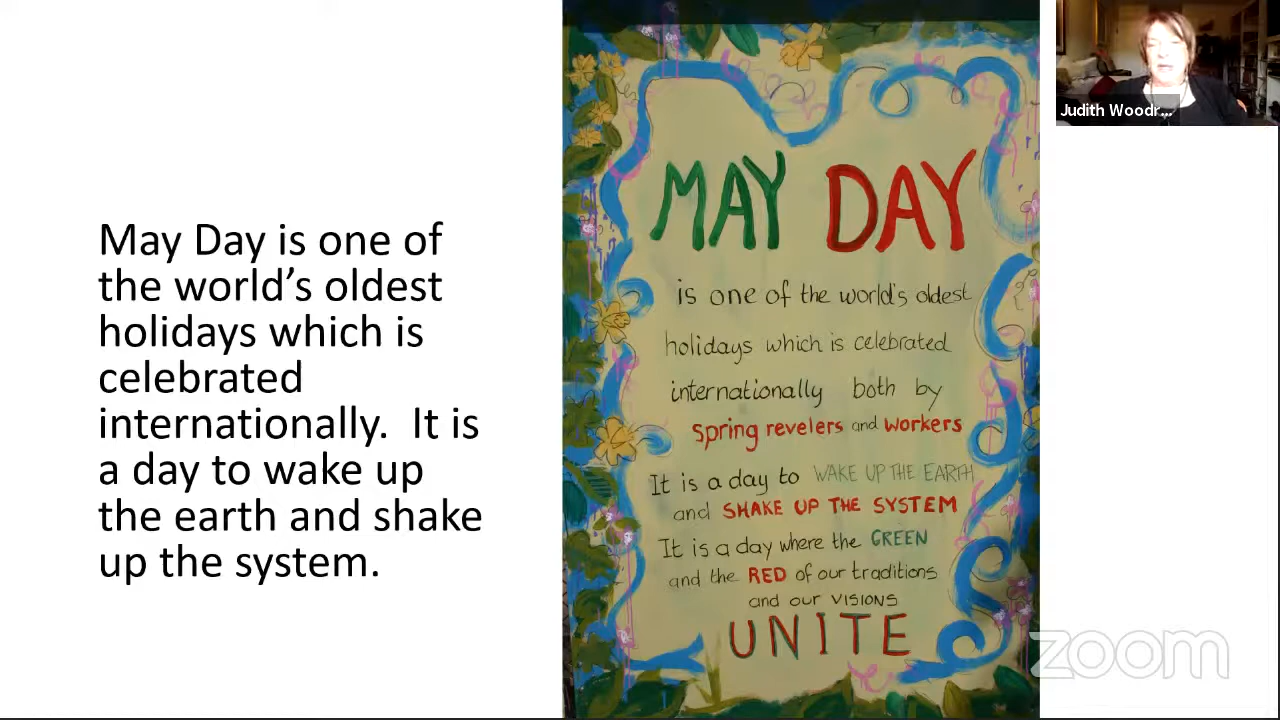 May Day is one of
the world's oldest
holidays which is
celebrated
internationally.  It is
a day to wake up
the earth and shake
up the system.
MAY DAY
is one of the world's oldest
holidays which is celebrated
internationally both by
spring revelers and workers
It is a day to WAKE UP THE EARTH
and SHAKE UP THE SYSTEM
It is a day where the GREEN
and the RED of our traditions
and our VISIONS
UNITE
Judith Woodr...
zoom